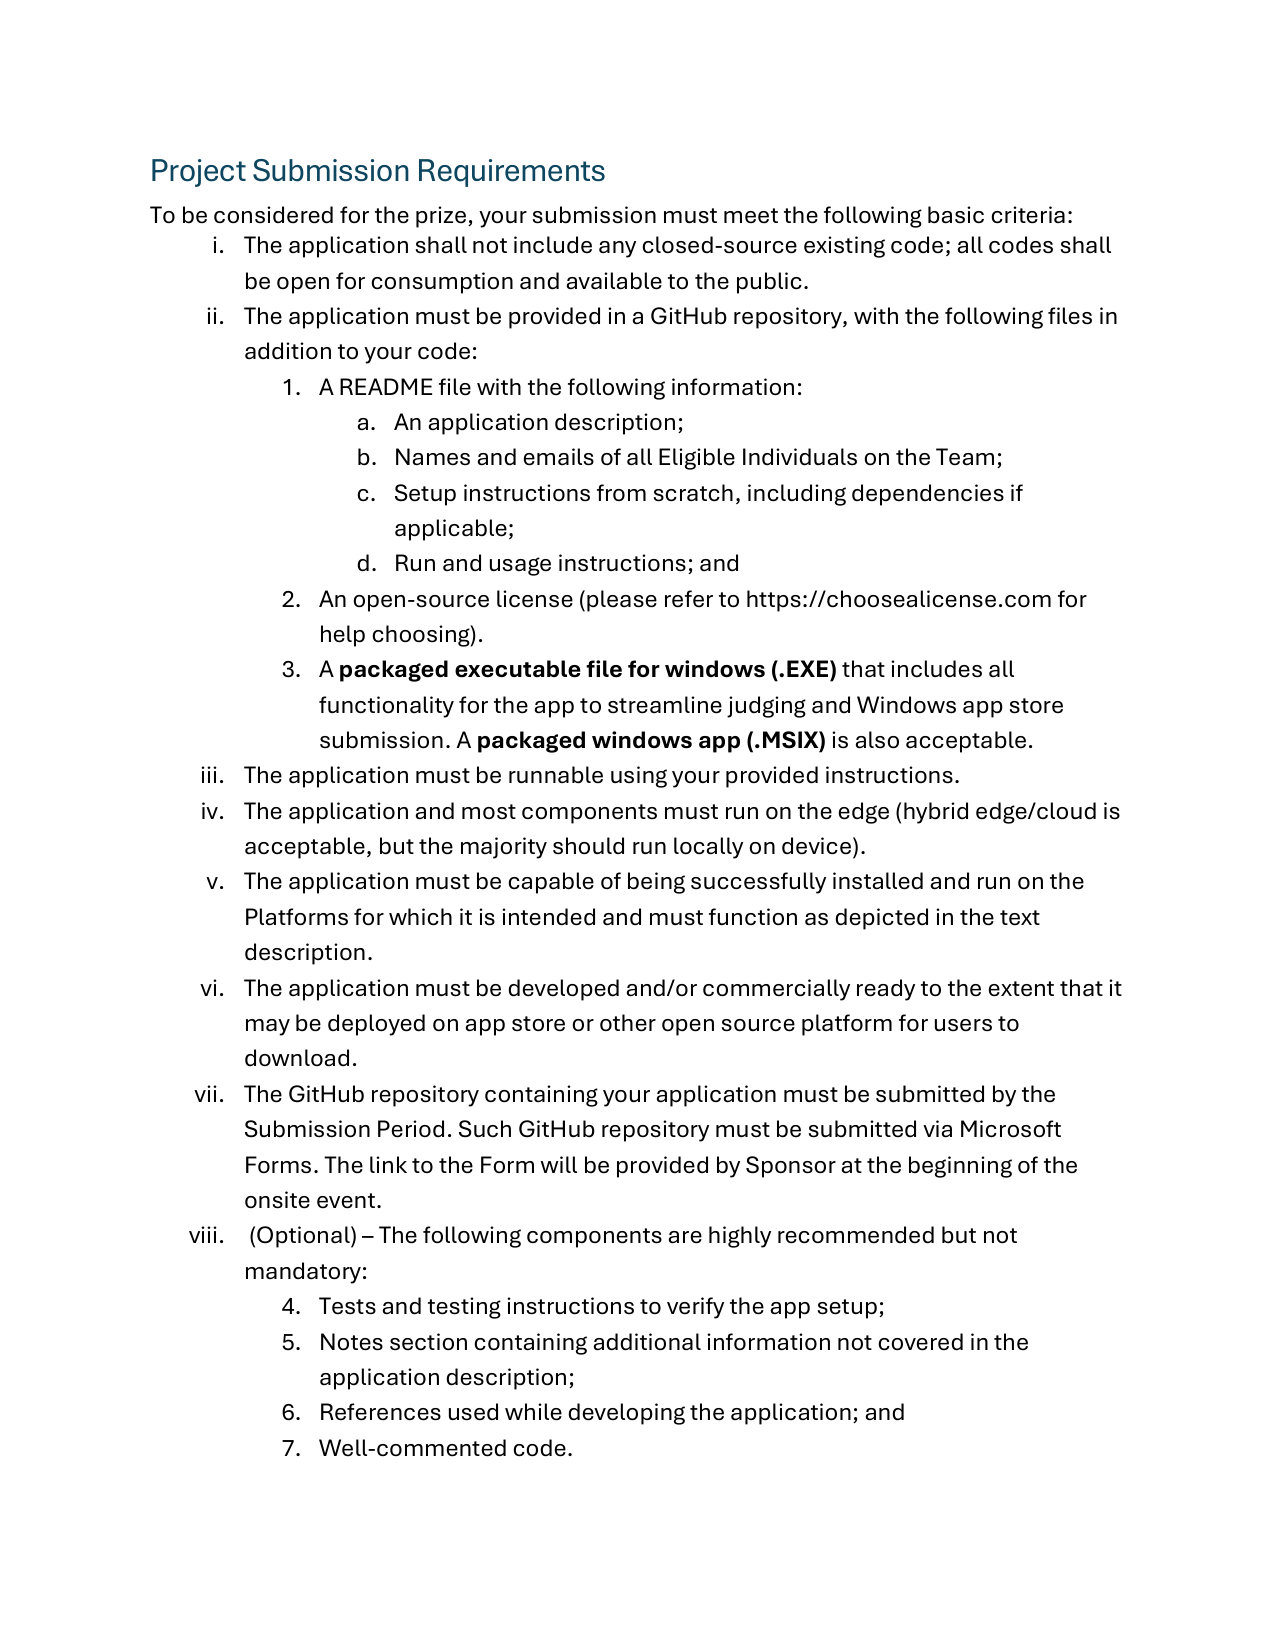 Project Submission Requirements
To be considered for the prize, your submission must meet the following basic criteria:
i. The application shall not include any closed-source existing code; all codes shall
be open for consumption and available to the public.
ii. The application must be provided in a GitHub repository, with the following files in
addition to your code:
1. A README file with the following information:
a. An application description;
b. Names and emails of all Eligible Individuals on the Team;
c. Setup instructions from scratch, including dependencies if
applicable;
d. Run and usage instructions; and
2. An open-source license (please refer to https://choosealicense.com for
help choosing).
3. A packaged executable file for windows (.EXE) that includes all
functionality for the app to streamline judging and Windows app store
submission. A packaged windows app (.MSIX) is also acceptable.
iii. The application must be runnable using your provided instructions.
iv. The application and most components must run on the edge (hybrid edge/cloud is
acceptable, but the majority should run locally on device).
v. The application must be capable of being successfully installed and run on the
Platforms for which it is intended and must function as depicted in the text
description.
vi. The application must be developed and/or commercially ready to the extent that it
may be deployed on app store or other open source platform for users to
download.
vii. The GitHub repository containing your application must be submitted by the
Submission Period. Such GitHub repository must be submitted via Microsoft
Forms. The link to the Form will be provided by Sponsor at the beginning of the
onsite event.
viii. (Optional) – The following components are highly recommended but not
mandatory:
4. Tests and testing instructions to verify the app setup;
5. Notes section containing additional information not covered in the
application description;
6. References used while developing the application; and
7. Well-commented code.